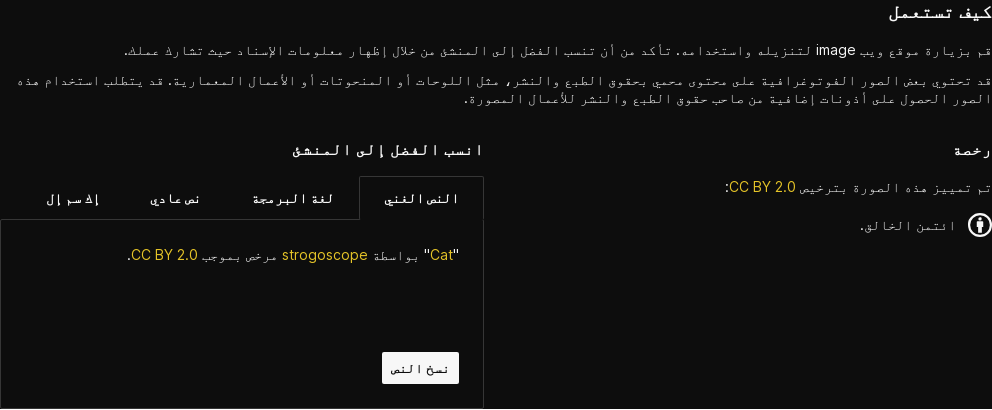 كيف تستعمل
قم بزيارة موقع ويب image لتنزيله واستخدامه. تأكد من أن تنسب الفضل إلى المنشئ من خلال إظهار معلومات الإسناد حيث تشارك عملك.
قد تحتوي بعض الصور الفوتوغرافية على محتوى محمي بحقوق الطبع والنشر، مثل اللوحات أو المنحوتات أو الأعمال المعمارية. قد يتطلب استخدام هذه
الصور الحصول على أذونات إضافية من صاحب حقوق الطبع والنشر للأعمال المصورة.
رخصة
تم تمييز هذه الصورة بترخيص CC BY 2.0:
ائتمن الخالق.
انسب الفضل إلى المنشئ
النص الغني
لغة البرمجة
نص عادي
إك سم إل
"Cat" بواسطة strogoscope مرخص بموجب CC BY 2.0.
نسخ النص